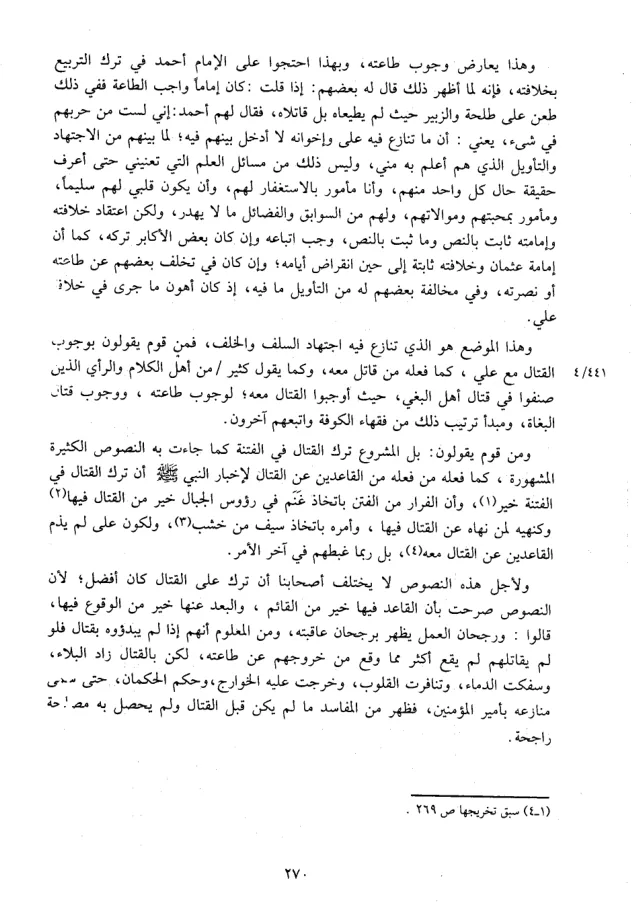 وهذا يعارض وجوب طاعته، وبهذا احتجوا على الإمام أحمد في ترك التربيع
بخلافته، فإنه لما أظهر ذلك قال له بعضهم: إذا قلت :كان إماماً واجب الطاعة ففي ذلك
طعن على طلحة والزبير حيث لم يطيعاه بل قاتلاه، فقال لهم أحمد:إني لست من حربهم
في شىء، يعني : أن ما تنازع فيه على وإخوانه لا أدخل بينهم فيه؛ لما بينهم من الاجتهاد
والتأويل الذي هم أعلم به مني، وليس ذلك من مسائل العلم التي تعنيني حتى أعرف
حقيقة حال كل واحد منهم، وأنا مأمور بالاستغفار لهم، وأن يكون قلبي لهم سليماً،
ومأمور بمحبتهم وموالاتهم، ولهم من السوابق والفضائل ما لا يهدر، ولكن اعتقاد خلافته
وإمامته ثابت بالنص وما ثبت بالنص، وجب اتباعه وإن كان بعض الأكابر تركه، كما أن
إمامة عثمان وخلافته ثابتة إلى حين انقراض أيامه؛ وإن كان في تخلف بعضهم عن طاعته
أو نصرته، وفي مخالفة بعضهم له من التأويل ما فيه، إذ كان أهون ما جرى في خلافة
علي.
وهذا الموضع هو الذي تنازع فيه اجتهاد السلف والخلف، فمن قوم يقولون بوجوب
القتال مع علي ، كما فعله من قاتل معه، وكما يقول كثير /من أهل الكلام والرأي الذين
٤/٤٤١
صنفوا في قتال أهل البغي، حيث أوجبوا القتال معه؛ لوجوب طاعته ، ووجوب قتال
البغاة، ومبدأ ترتيب ذلك من فقهاء الكوفة واتبعهم آخرون.
ومن قوم يقولون: بل المشروع ترك القتال في الفتنة كما جاءت به النصوص الكثيرة
المشهورة ، كما فعله من فعله من القاعدين عن القتال لإخبار النبي ﷺ أن ترك القتال في
الفتنة خير(١)، وأن الفرار من الفتن باتخاذ غَنَم في رؤوس الجبال خير من القتال فيها(٢)
وكنهيه لمن نهاه عن القتال فيها ، وأمره باتخاذ سيف من خشب(٣)، ولكون على لم يذم
القاعدين عن القتال معه(٤)، بل ربما غبطهم في آخر الأمر.
ولأجل هذه النصوص لا يختلف أصحابنا أن ترك على القتال كان أفضل؛ لأن
النصوص صرحت بأن القاعد فيها خير من القائم ، والبعد عنها خير من الوقوع فيها،
قالوا : ورجحان العمل يظهر برجحان عاقبته، ومن المعلوم أنهم إذا لم يبدؤوه بقتال فلو
لم يقاتلهم لم يقع أكثر مما وقع من خروجهم عن طاعته، لكن بالقتال زاد البلاء،
وسفكت الدماء، وتنافرت القلوب، وخرجت عليه الخوارج،وحكم الحكمان، حتى سمى
منازعه بأمير المؤمنين، فظهر من المفاسد ما لم يكن قبل القتال ولم يحصل به مصلحة
راجحة.
(١ـ٤) سبق تخريجها ص ٢٦٩ .
٢٧٠